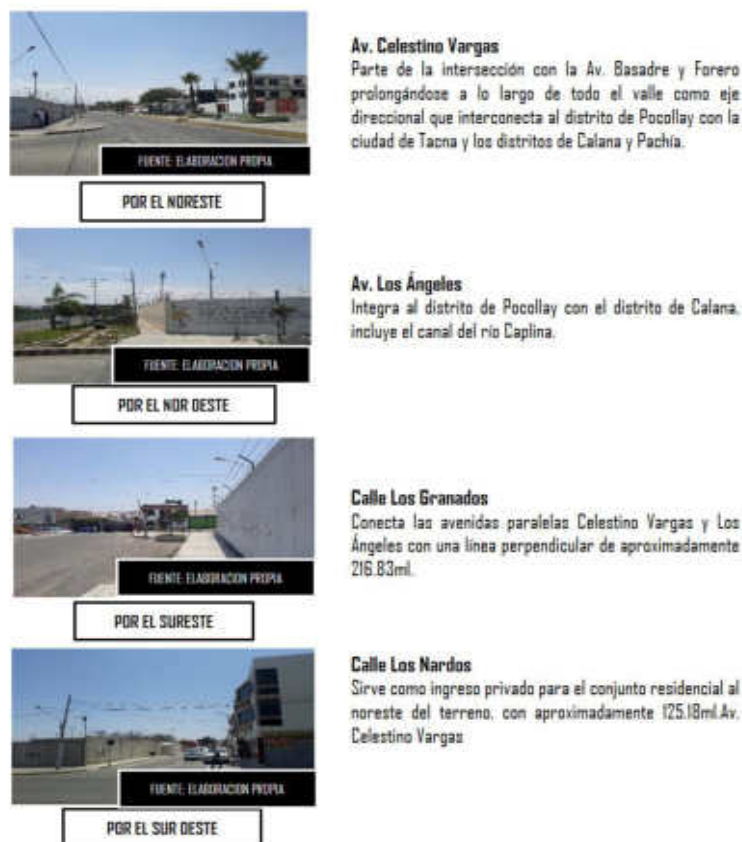 Av. Celestino Vargas
Parte de la intersección con la Av. Basadre y Forero
prolongándose a lo largo de todo el valle como eje
direccional que interconecta al distrito de Pocollay con la
ciudad de Tacna y los distritos de Calana y Pachía.
FUENTE: ELABORACION PROPIA
POR EL NORESTE
Av. Los Ángeles
Integra al distrito de Pocollay con el distrito de Calana,
incluye el canal del río Caplina.
FUENTE: ELABORACION PROPIA
POR EL NOR OESTE
Calle Los Granados
Conecta las avenidas paralelas Celestino Vargas y Los
Ángeles con una línea perpendicular de aproximadamente
216.83ml.
FUENTE: ELABORACION PROPIA
POR EL SURESTE
Calle Los Nardos
Sirve como ingreso privado para el conjunto residencial al
noreste del terreno, con aproximadamente 125.18ml.Av.
Celestino Vargas
FUENTE: ELABORACION PROPIA
POR EL SUR OESTE